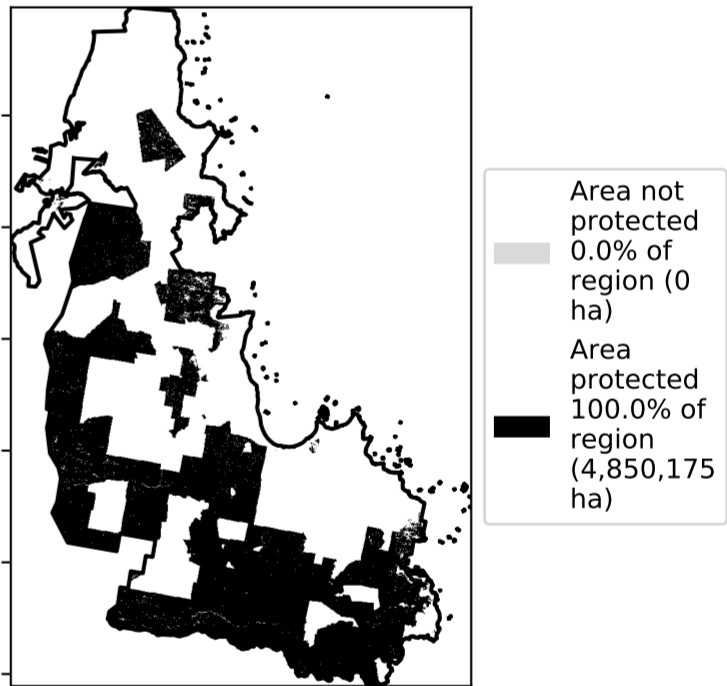 Area not
protected
0.0% of
region (0
ha)
Area
protected
100.0% of
region
(4,850,175
ha)